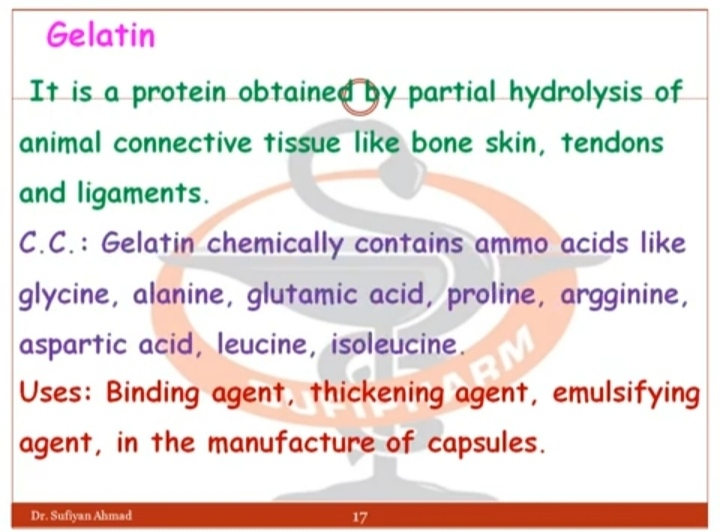 Gelatin
It is a protein obtained by partial hydrolysis of
animal connective tissue like bone skin, tendons
and ligaments.
C.C.: Gelatin chemically contains ammo acids like
glycine, alanine, glutamic acid, proline, argginine,
aspartic acid, leucine, isoleucine.
Uses: Binding agent, thickening agent, emulsifying
agent, in the manufacture of capsules.
SUFIPHARM
Dr. Sufiyan Ahmad
17